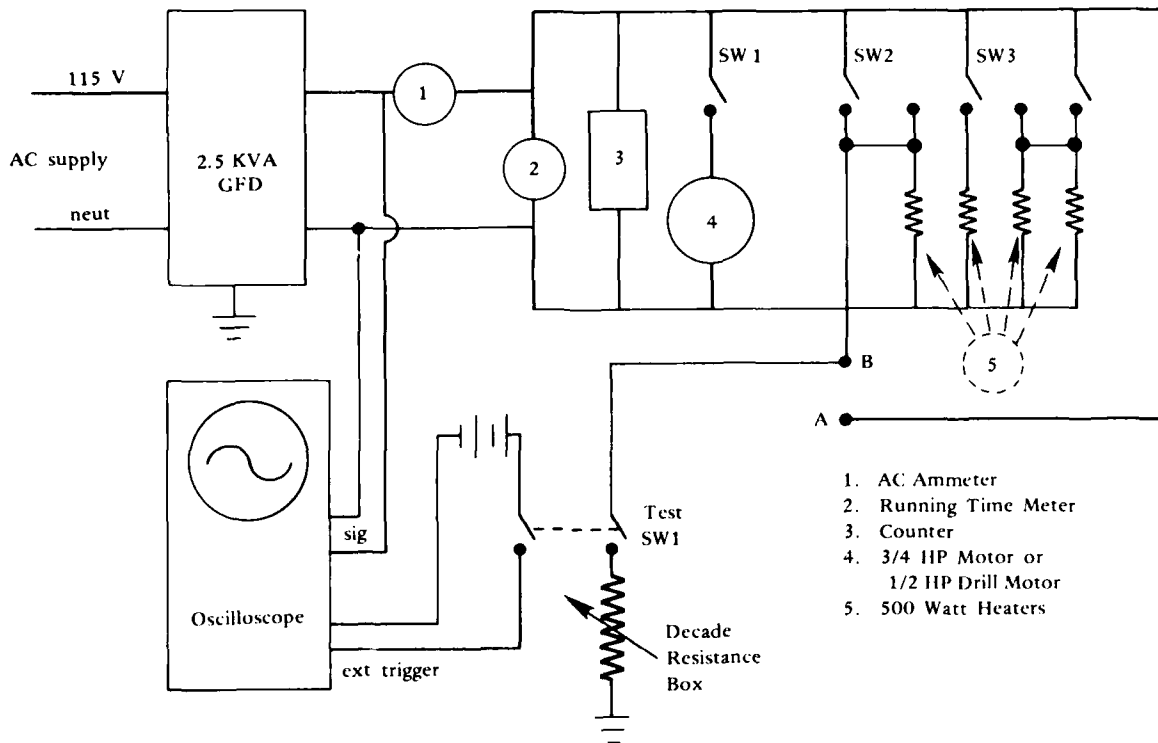 115 V
AC supply
neut
2.5 KVA
GFD
1
2
3
SW 1
4
SW2
SW3
5
B
A
sig
Oscilloscope
ext trigger
Test
SW1
Decade
Resistance
Box
1. AC Ammeter
2. Running Time Meter
3. Counter
4. 3/4 HP Motor or
1/2 HP Drill Motor
5. 500 Watt Heaters